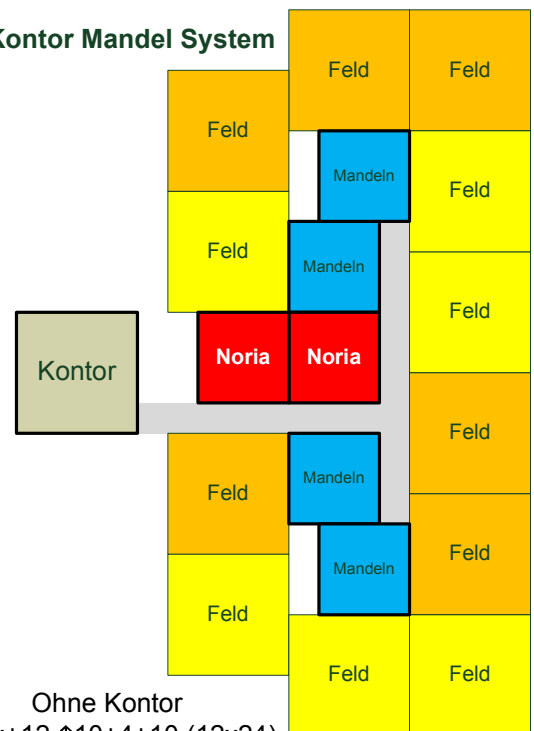 Kontor Mandel System
Feld Feld
Feld
Mandeln
Feld
Feld
Mandeln
Feld
Noria Noria
Kontor
Feld
Mandeln
Feld
Mandeln
Feld
Feld
Feld Feld
Ohne Kontor